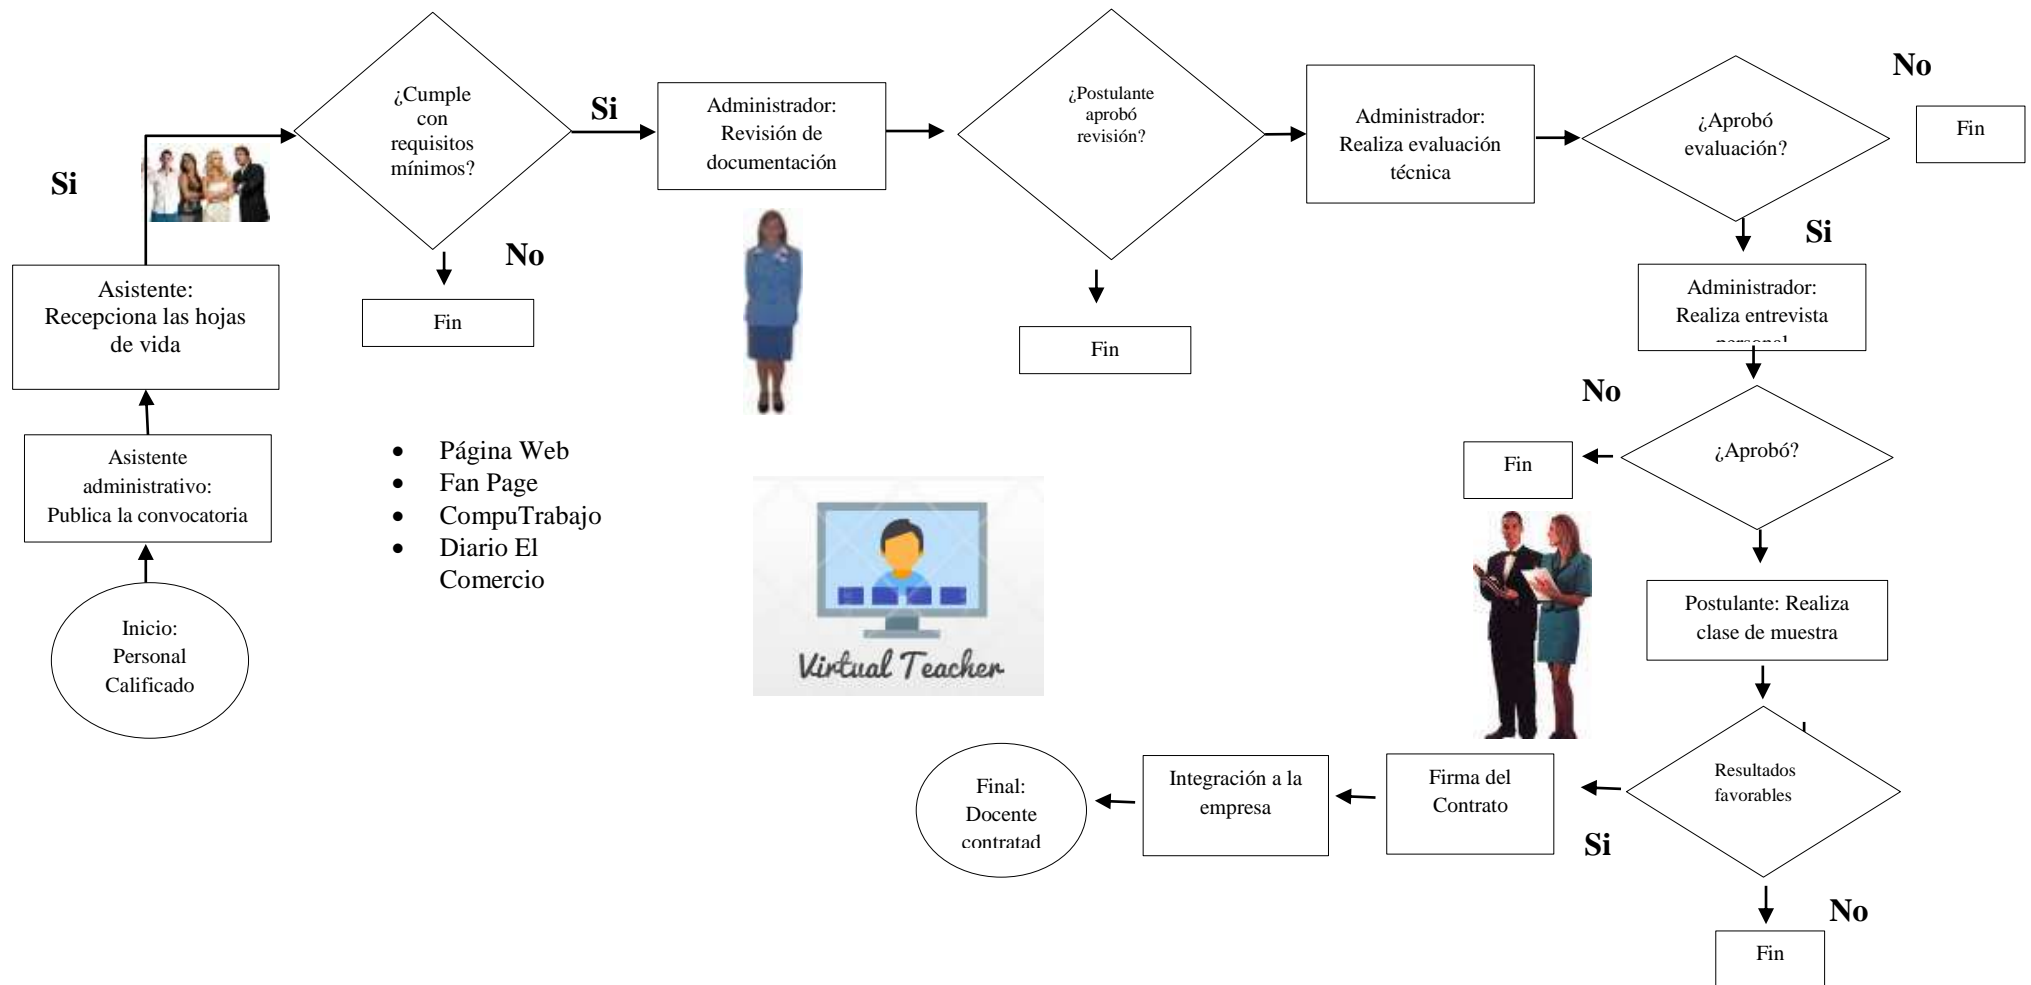 Inicio:
Personal
Calificado
Asistente
administrativo:
Publica la convocatoria
Asistente:
Recepciona las hojas
de vida
Si
¿Cumple
con
requisitos
mínimos?
No
Fin
Si
Administrador:
Revisión de
documentación
¿Postulante
aprobó
revisión?
Fin
Administrador:
Realiza evaluación
técnica
¿Aprobó
evaluación?
No
Fin
Si
Administrador:
Realiza entrevista
personal
¿Aprobó?
No
Fin
Postulante: Realiza
clase de muestra
Resultados
favorables
No
Fin
Si
Firma del
Contrato
Integración a la
empresa
Final:
Docente
contratad
• Página Web
• Fan Page
• CompuTrabajo
• Diario El
Comercio
Virtual Teacher